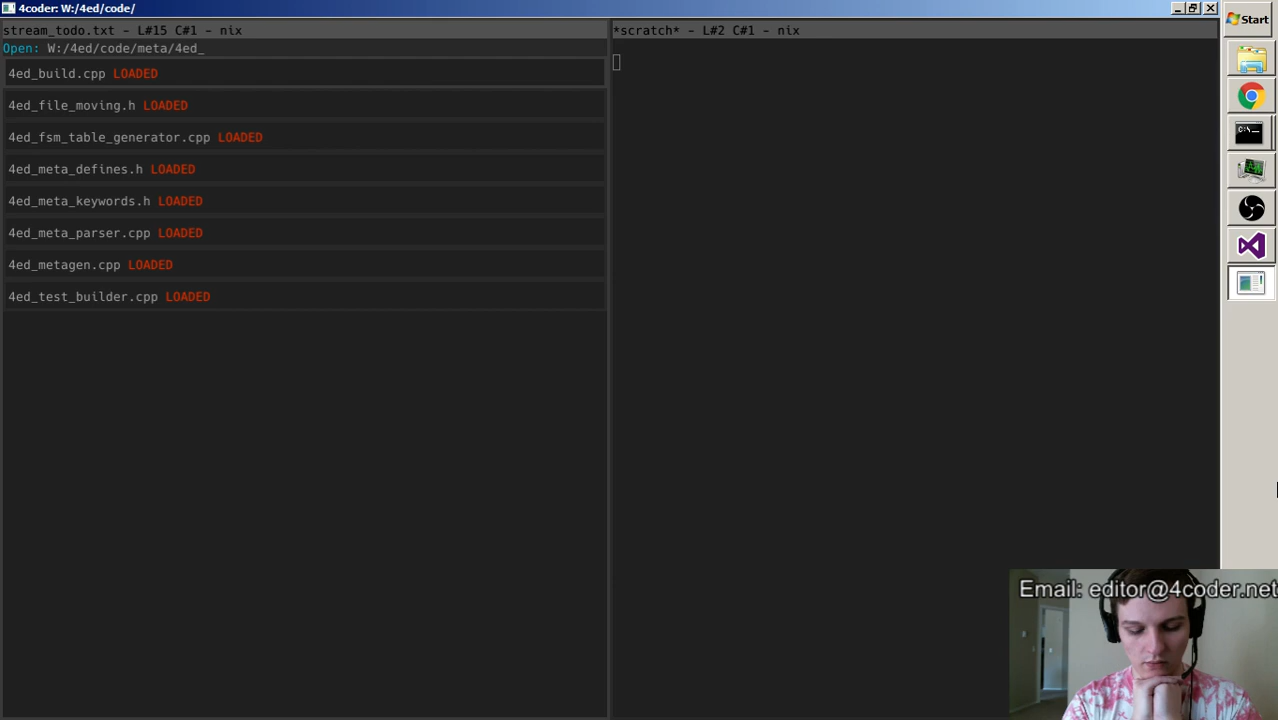 4coder: W:/4ed/code/
stream_todo.txt - L#15 C#1 - nix
Open: W:/4ed/code/meta/4ed_
4ed_build.cpp LOADED
4ed_file_moving.h LOADED
4ed_fsm_table_generator.cpp LOADED
4ed_meta_defines.h LOADED
4ed_meta_keywords.h LOADED
4ed_meta_parser.cpp LOADED
4ed_metagen.cpp LOADED
4ed_test_builder.cpp LOADED
*scratch* - L#2 C#1 - nix
Start
C:\_
Email: editor@4coder.net